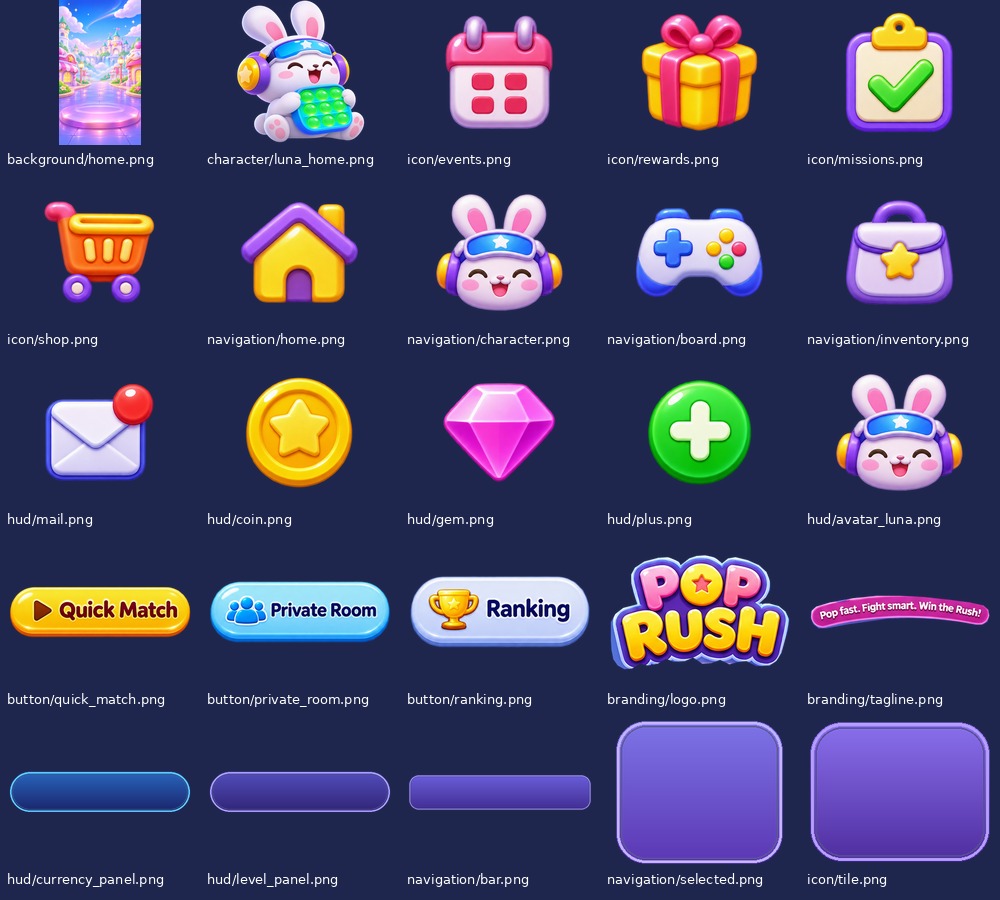 background/home.png
character/luna_home.png
icon/events.png
icon/rewards.png
icon/missions.png
icon/shop.png
navigation/home.png
navigation/character.png
navigation/board.png
navigation/inventory.png
hud/mail.png
hud/coin.png
hud/gem.png
hud/plus.png
hud/avatar_luna.png
Quick Match
Private Room
Ranking
POP
RUSH
Pop fast. Fight smart. Win the Rush!
button/quick_match.png
button/private_room.png
button/ranking.png
branding/logo.png
branding/tagline.png
hud/currency_panel.png
hud/level_panel.png
navigation/bar.png
navigation/selected.png
icon/tile.png